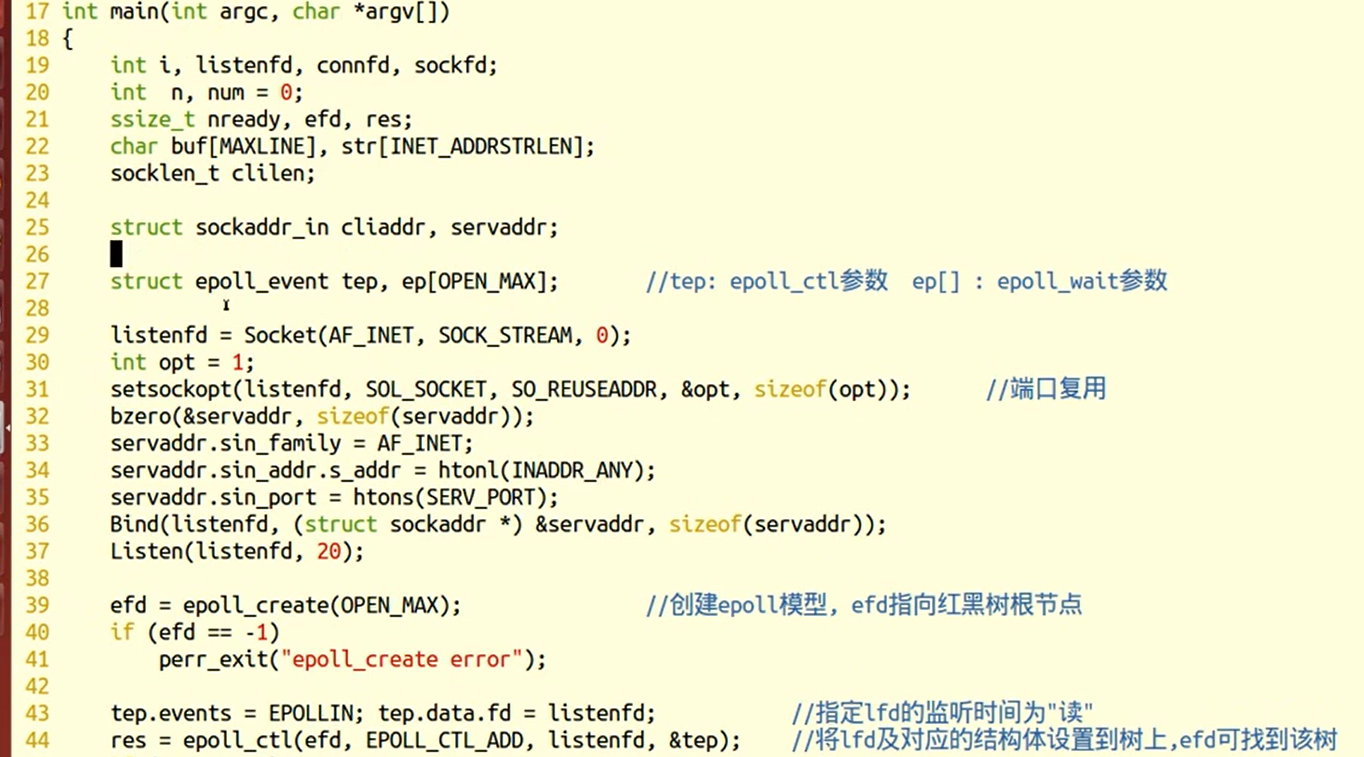 17 int main(int argc, char *argv[])
18 {
19     int i, listenfd, connfd, sockfd;
20     int  n, num = 0;
21     ssize_t nready, efd, res;
22     char buf[MAXLINE], str[INET_ADDRSTRLEN];
23     socklen_t clilen;
24
25     struct sockaddr_in cliaddr, servaddr;
26
27     struct epoll_event tep, ep[OPEN_MAX];       //tep: epoll_ctl参数  ep[] : epoll_wait参数
28
29     listenfd = Socket(AF_INET, SOCK_STREAM, 0);
30     int opt = 1;
31     setsockopt(listenfd, SOL_SOCKET, SO_REUSEADDR, &opt, sizeof(opt));      //端口复用
32     bzero(&servaddr, sizeof(servaddr));
33     servaddr.sin_family = AF_INET;
34     servaddr.sin_addr.s_addr = htonl(INADDR_ANY);
35     servaddr.sin_port = htons(SERV_PORT);
36     Bind(listenfd, (struct sockaddr *) &servaddr, sizeof(servaddr));
37     Listen(listenfd, 20);
38
39     efd = epoll_create(OPEN_MAX);               //创建epoll模型, efd指向红黑树根节点
40     if (efd == -1)
41         perr_exit("epoll_create error");
42
43     tep.events = EPOLLIN; tep.data.fd = listenfd;           //指定lfd的监听时间为"读"
44     res = epoll_ctl(efd, EPOLL_CTL_ADD, listenfd, &tep);    //将lfd及对应的结构体设置到树上,efd可找到该树